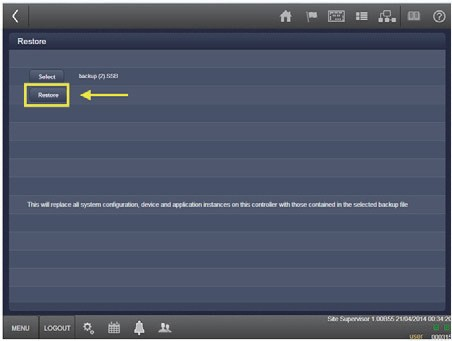 Restore
Select backup (2).SSB
Restore
This will replace all system configuration, device and application instances on this controller with those contained in the selected backup file
Site Supervisor 1.00B55 21/04/2014 00:34:20
MENU LOGOUT
user